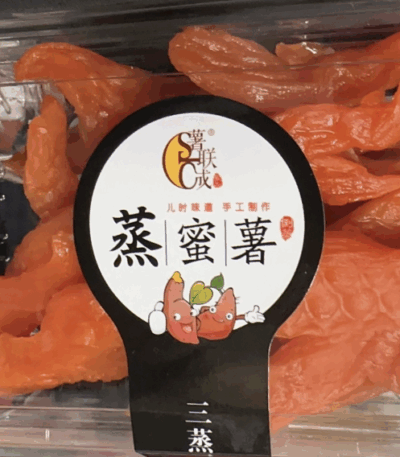 薯联成
儿时味道 手工制作
蒸蜜薯
三蒸